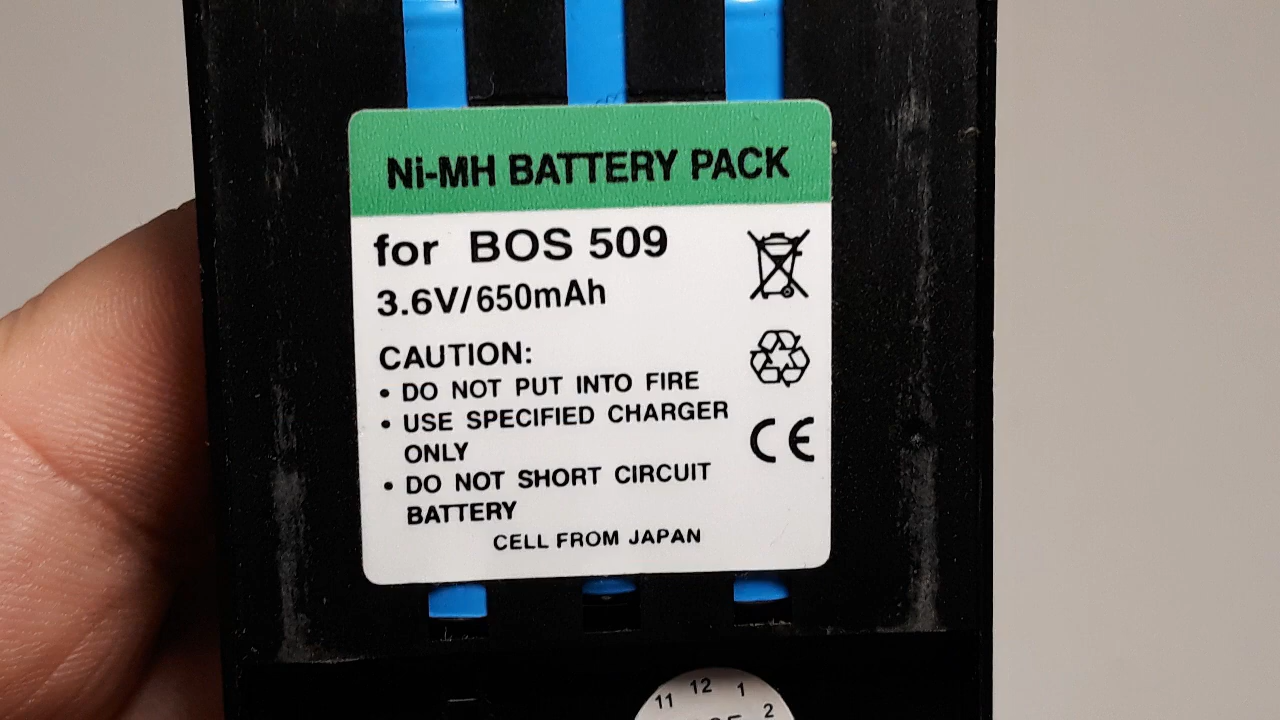 Ni-MH BATTERY PACK
for BOS 509
3.6V/650mAh
CAUTION:
• DO NOT PUT INTO FIRE
• USE SPECIFIED CHARGER
ONLY
• DO NOT SHORT CIRCUIT
BATTERY
CELL FROM JAPAN
CE
11 12 1 2